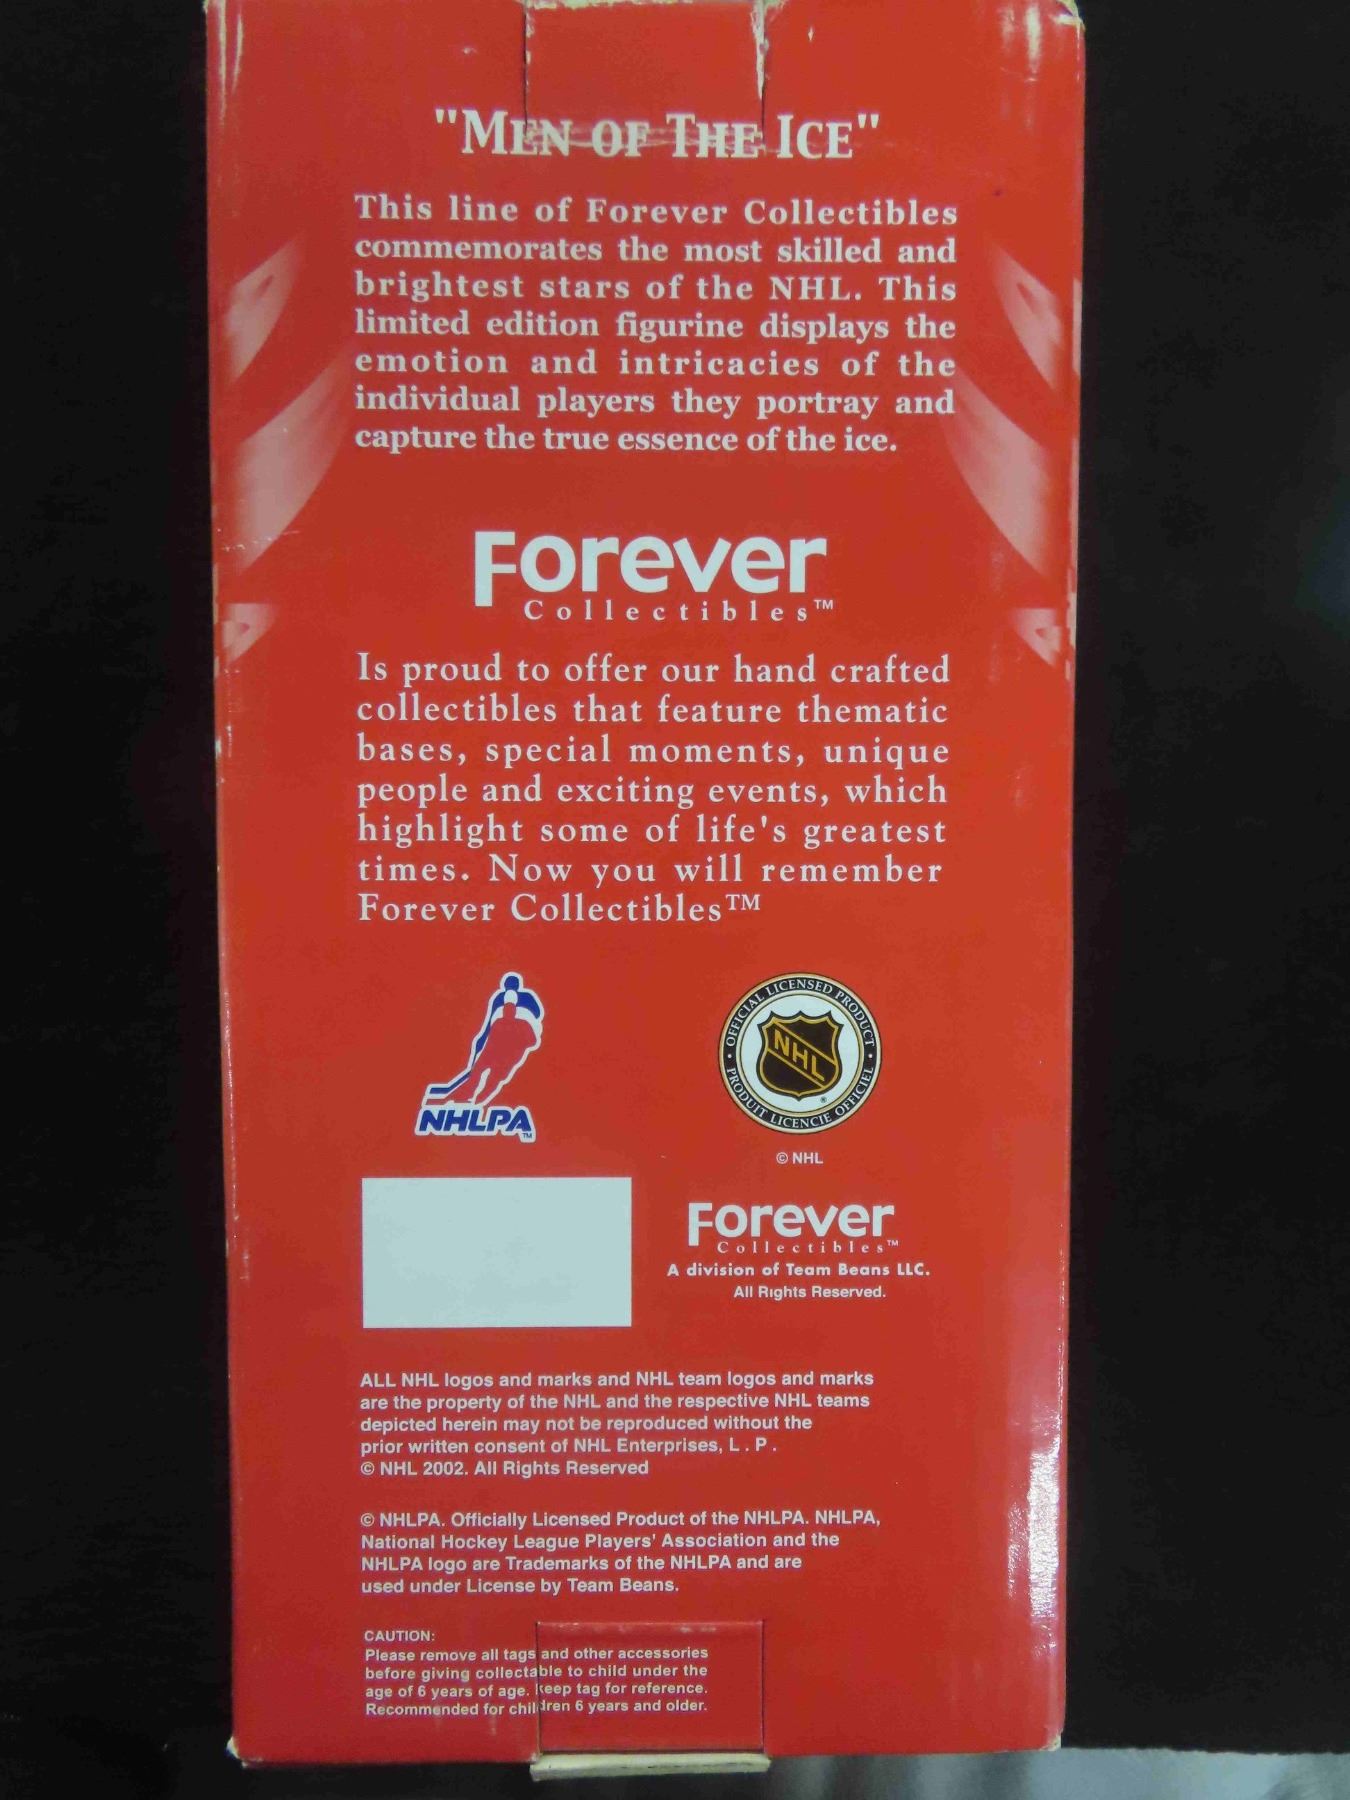 "MEN OF THE ICE"
This line of Forever Collectibles
commemorates the most skilled and
brightest stars of the NHL. This
limited edition figurine displays the
emotion and intricacies of the
individual players they portray and
capture the true essence of the ice.
Forever
Collectibles™
Is proud to offer our hand crafted
collectibles that feature thematic
bases, special moments, unique
people and exciting events, which
highlight some of life's greatest
times. Now you will remember
Forever Collectibles™
NHLPA™
OFFICIAL LICENSED PRODUCT •
NHL ®
PRODUIT LICENCIE OFFICIEL •
© NHL
Forever
Collectibles™
A division of Team Beans LLC.
All Rights Reserved.
ALL NHL logos and marks and NHL team logos and marks
are the property of the NHL and the respective NHL teams
depicted herein may not be reproduced without the
prior written consent of NHL Enterprises, L . P .
© NHL 2002. All Rights Reserved
© NHLPA. Officially Licensed Product of the NHLPA. NHLPA,
National Hockey League Players' Association and the
NHLPA logo are Trademarks of the NHLPA and are
used under License by Team Beans.
CAUTION:
Please remove all tags and other accessories
before giving collectable to child under the
age of 6 years of age. keep tag for reference.
Recommended for children 6 years and older.